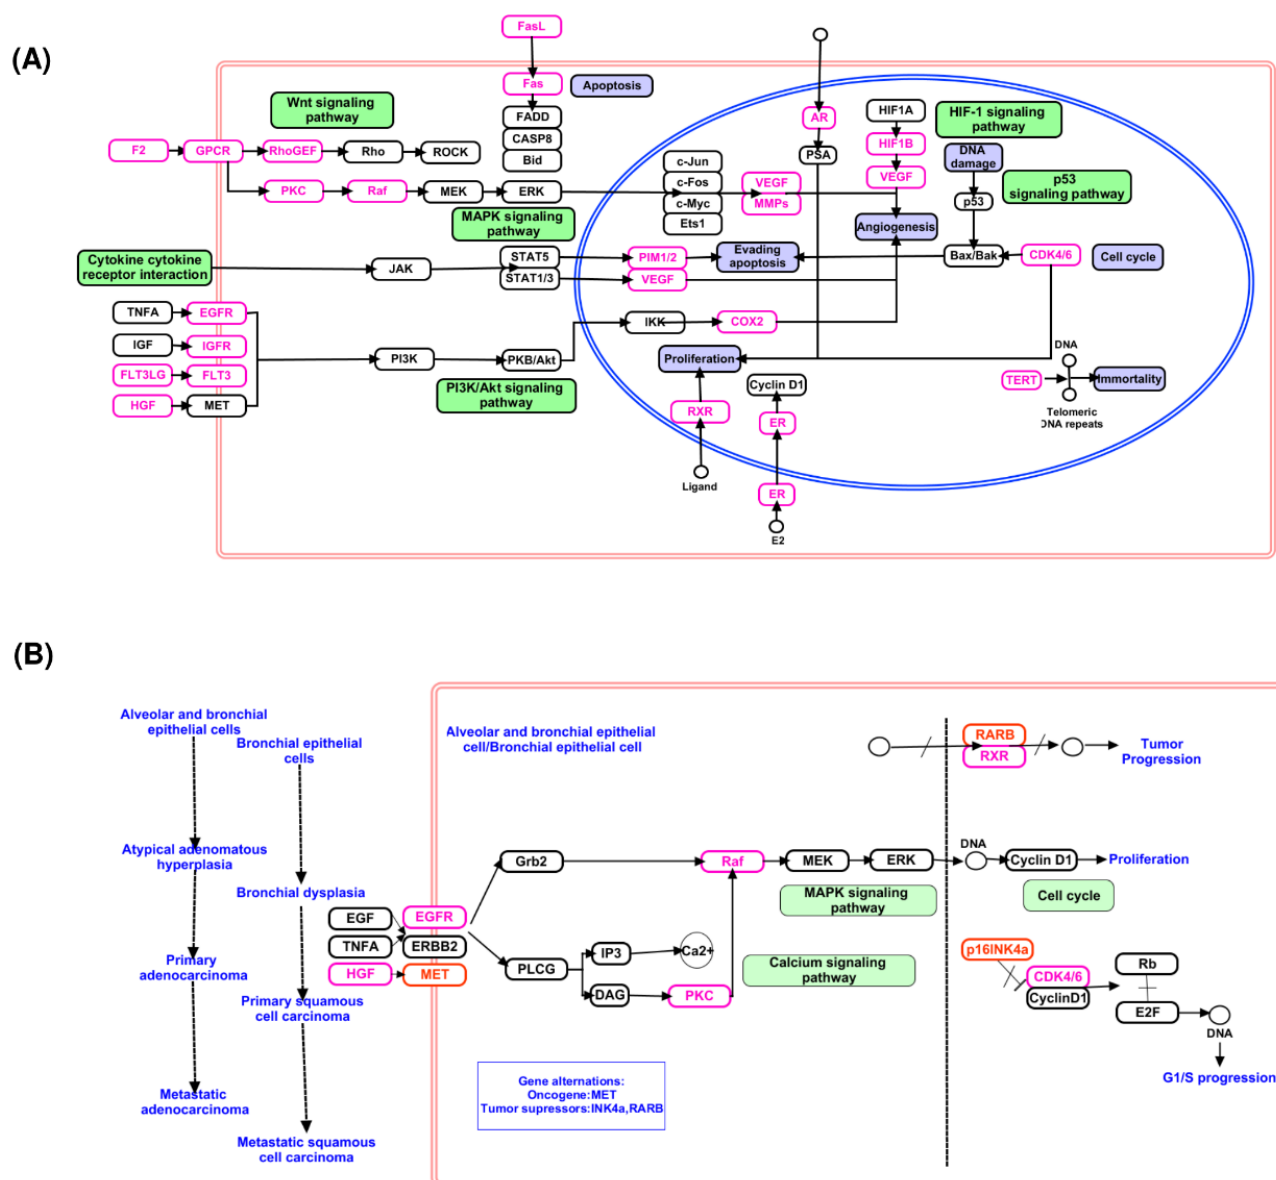 (A)
FasL
Fas
Apoptosis
FADD
CASP8
Bid
Wnt signaling
pathway
F2
GPCR
RhoGEF
Rho
ROCK
PKC
Raf
MEK
ERK
MAPK signaling
pathway
c-Jun
c-Fos
c-Myc
Ets1
VEGF
MMPs
AR
PSA
HIF1A
HIF1B
VEGF
Angiogenesis
HIF-1 signaling
pathway
DNA
damage
p53
p53
signaling pathway
Cytokine cytokine
receptor interaction
JAK
STAT5
STAT1/3
PIM1/2
VEGF
Evading
apoptosis
Bax/Bak
CDK4/6
Cell cycle
TNFA
EGFR
IGF
IGFR
FLT3LG
FLT3
HGF
MET
PI3K
PKB/Akt
PI3K/Akt signaling
pathway
IKK
COX2
Proliferation
RXR
Ligand
Cyclin D1
ER
ER
E2
DNA
TERT
Immortality
Telomeric
DNA repeats
(B)
Alveolar and bronchial
epithelial cells
Bronchial epithelial
cells
Atypical adenomatous
hyperplasia
Bronchial dysplasia
Primary
adenocarcinoma
Primary squamous
cell carcinoma
Metastatic
adenocarcinoma
Metastatic squamous
cell carcinoma
Alveolar and bronchial epithelial
cell/Bronchial epithelial cell
RARB
RXR
Tumor
Progression
EGF
TNFA
HGF
EGFR
ERBB2
MET
Grb2
Raf
MEK
ERK
DNA
Cyclin D1
Proliferation
MAPK signaling
pathway
Cell cycle
PLCG
IP3
Ca2+
DAG
PKC
Calcium signaling
pathway
p16INK4a
CDK4/6
CyclinD1
Rb
E2F
DNA
G1/S progression
Gene alternations:
Oncogene:MET
Tumor supressors:INK4a,RARB